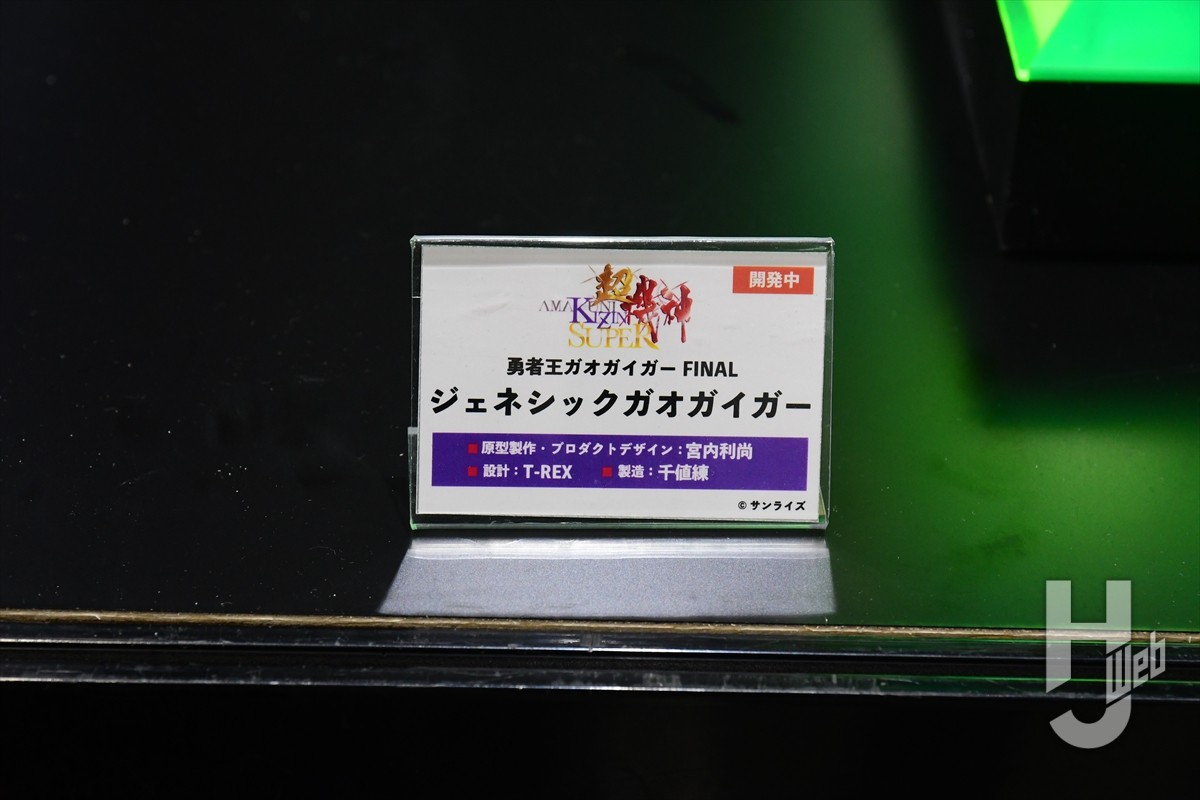 開発中
超機神
AMAKUNI
KIZIN
SUPER
勇者王ガオガイガー FINAL
ジェネシックガオガイガー
■原型製作・プロダクトデザイン：宮内利尚
■設計：T-REX ■製造：千値練
© サンライズ
HJ Web